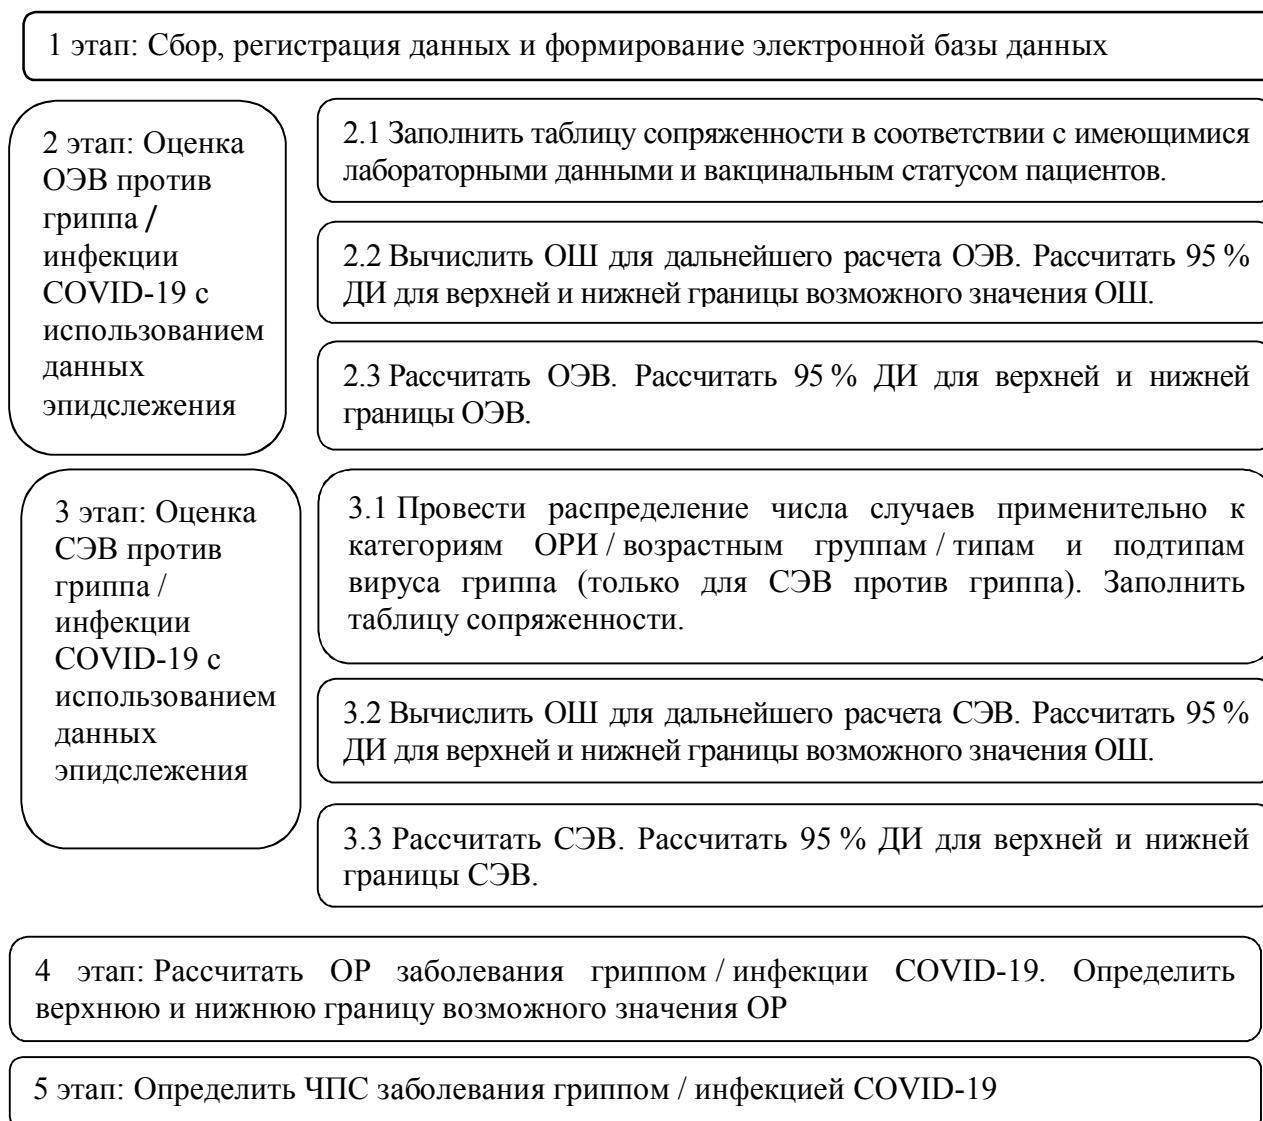 1 этап: Сбор, регистрация данных и формирование электронной базы данных
2 этап: Оценка
ОЭВ против
гриппа /
инфекции
COVID-19 с
использованием
данных
эпидслежения
2.1 Заполнить таблицу сопряженности в соответствии с имеющимися
лабораторными данными и вакцинальным статусом пациентов.
2.2 Вычислить ОШ для дальнейшего расчета ОЭВ. Рассчитать 95 %
ДИ для верхней и нижней границы возможного значения ОШ.
2.3 Рассчитать ОЭВ. Рассчитать 95 % ДИ для верхней и нижней
границы ОЭВ.
3 этап: Оценка
СЭВ против
гриппа /
инфекции
COVID-19 с
использованием
данных
эпидслежения
3.1 Провести распределение числа случаев применительно к
категориям ОРИ / возрастным группам / типам и подтипам
вируса гриппа (только для СЭВ против гриппа). Заполнить
таблицу сопряженности.
3.2 Вычислить ОШ для дальнейшего расчета СЭВ. Рассчитать 95 %
ДИ для верхней и нижней границы возможного значения ОШ.
3.3 Рассчитать СЭВ. Рассчитать 95 % ДИ для верхней и нижней
границы СЭВ.
4 этап: Рассчитать ОР заболевания гриппом / инфекции COVID-19. Определить
верхнюю и нижнюю границу возможного значения ОР
5 этап: Определить ЧПС заболевания гриппом / инфекцией COVID-19